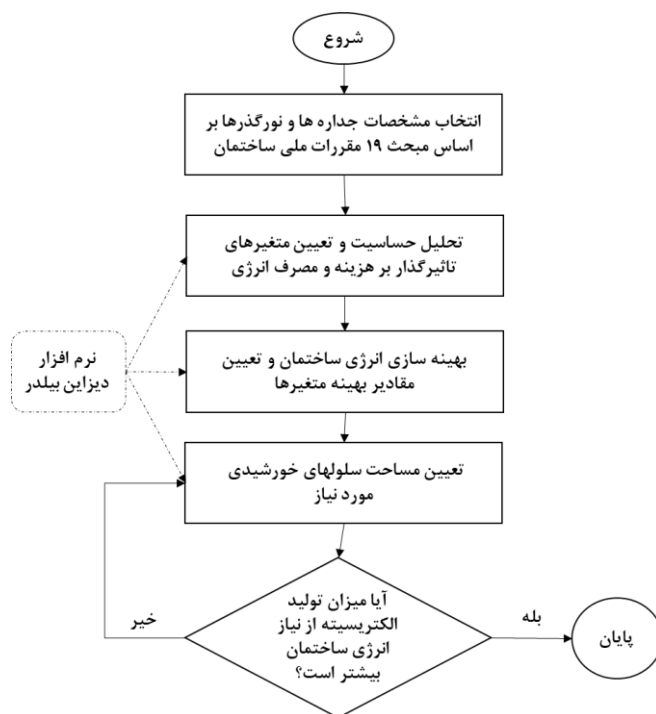 شروع
انتخاب مشخصات جداره ها و نورگذرها بر
اساس مبحث ۱۹ مقررات ملی ساختمان
تحلیل حساسیت و تعیین متغیرهای
تاثیرگذار بر هزینه و مصرف انرژی
نرم افزار
دیزاین بیلدر
بهینه سازی انرژی ساختمان و تعیین
مقادیر بهینه متغیرها
تعیین مساحت سلولهای خورشیدی
مورد نیاز
آیا میزان تولید
الکتریسیته از نیاز
انرژی ساختمان
بیشتر است؟
خیر
بله
پایان